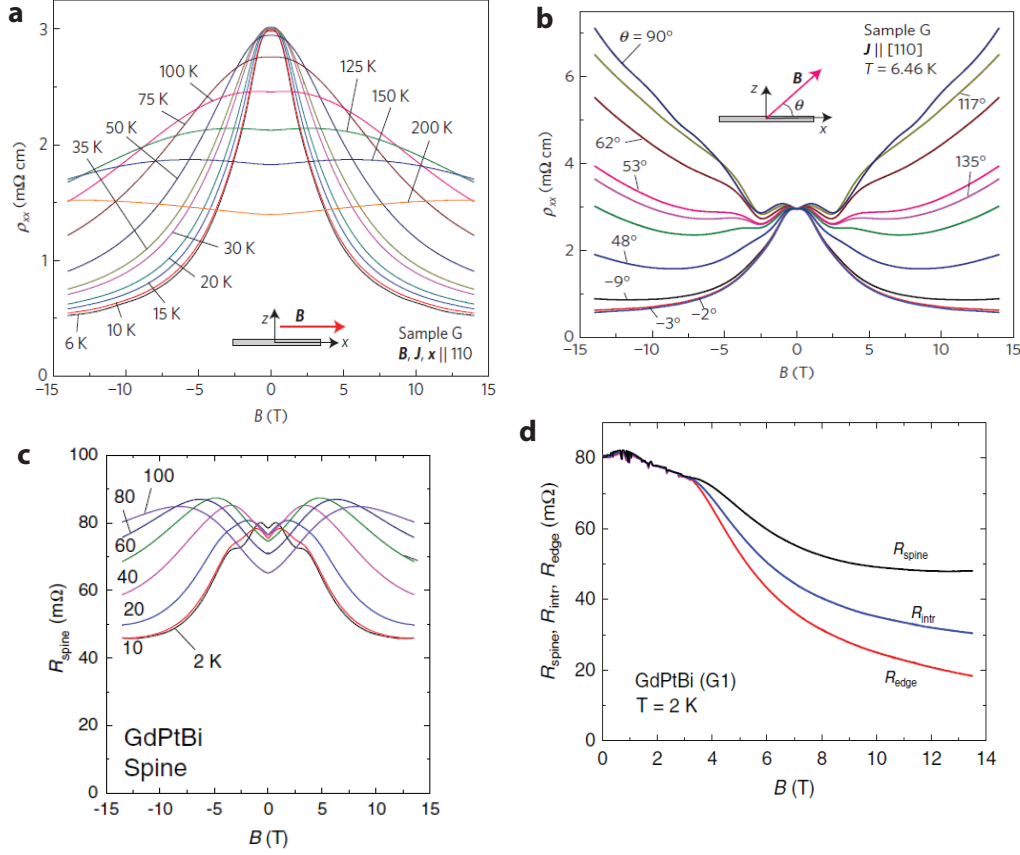 a
3
2
1
0
ρxx (mΩ cm)
100 K
75 K
50 K
35 K
125 K
150 K
200 K
30 K
20 K
15 K
10 K
6 K
z
B
x
Sample G
B, J, x || 110
−15
−10
−5
0
5
10
15
B (T)
b
6
4
2
0
ρxx (mΩ cm)
θ = 90°
Sample G
J || [110]
T = 6.46 K
z
B
θ
x
117°
62°
53°
135°
48°
−9°
−3°
−2°
−15
−10
−5
0
5
10
15
B (T)
c
100
80
60
40
20
0
Rspine (mΩ)
100
80
60
40
20
10
2 K
GdPtBi
Spine
-15
-10
-5
0
5
10
15
B (T)
d
80
60
40
20
0
Rspine, Rintr, Redge (mΩ)
Rspine
Rintr
Redge
GdPtBi (G1)
T = 2 K
0
2
4
6
8
10
12
14
B (T)